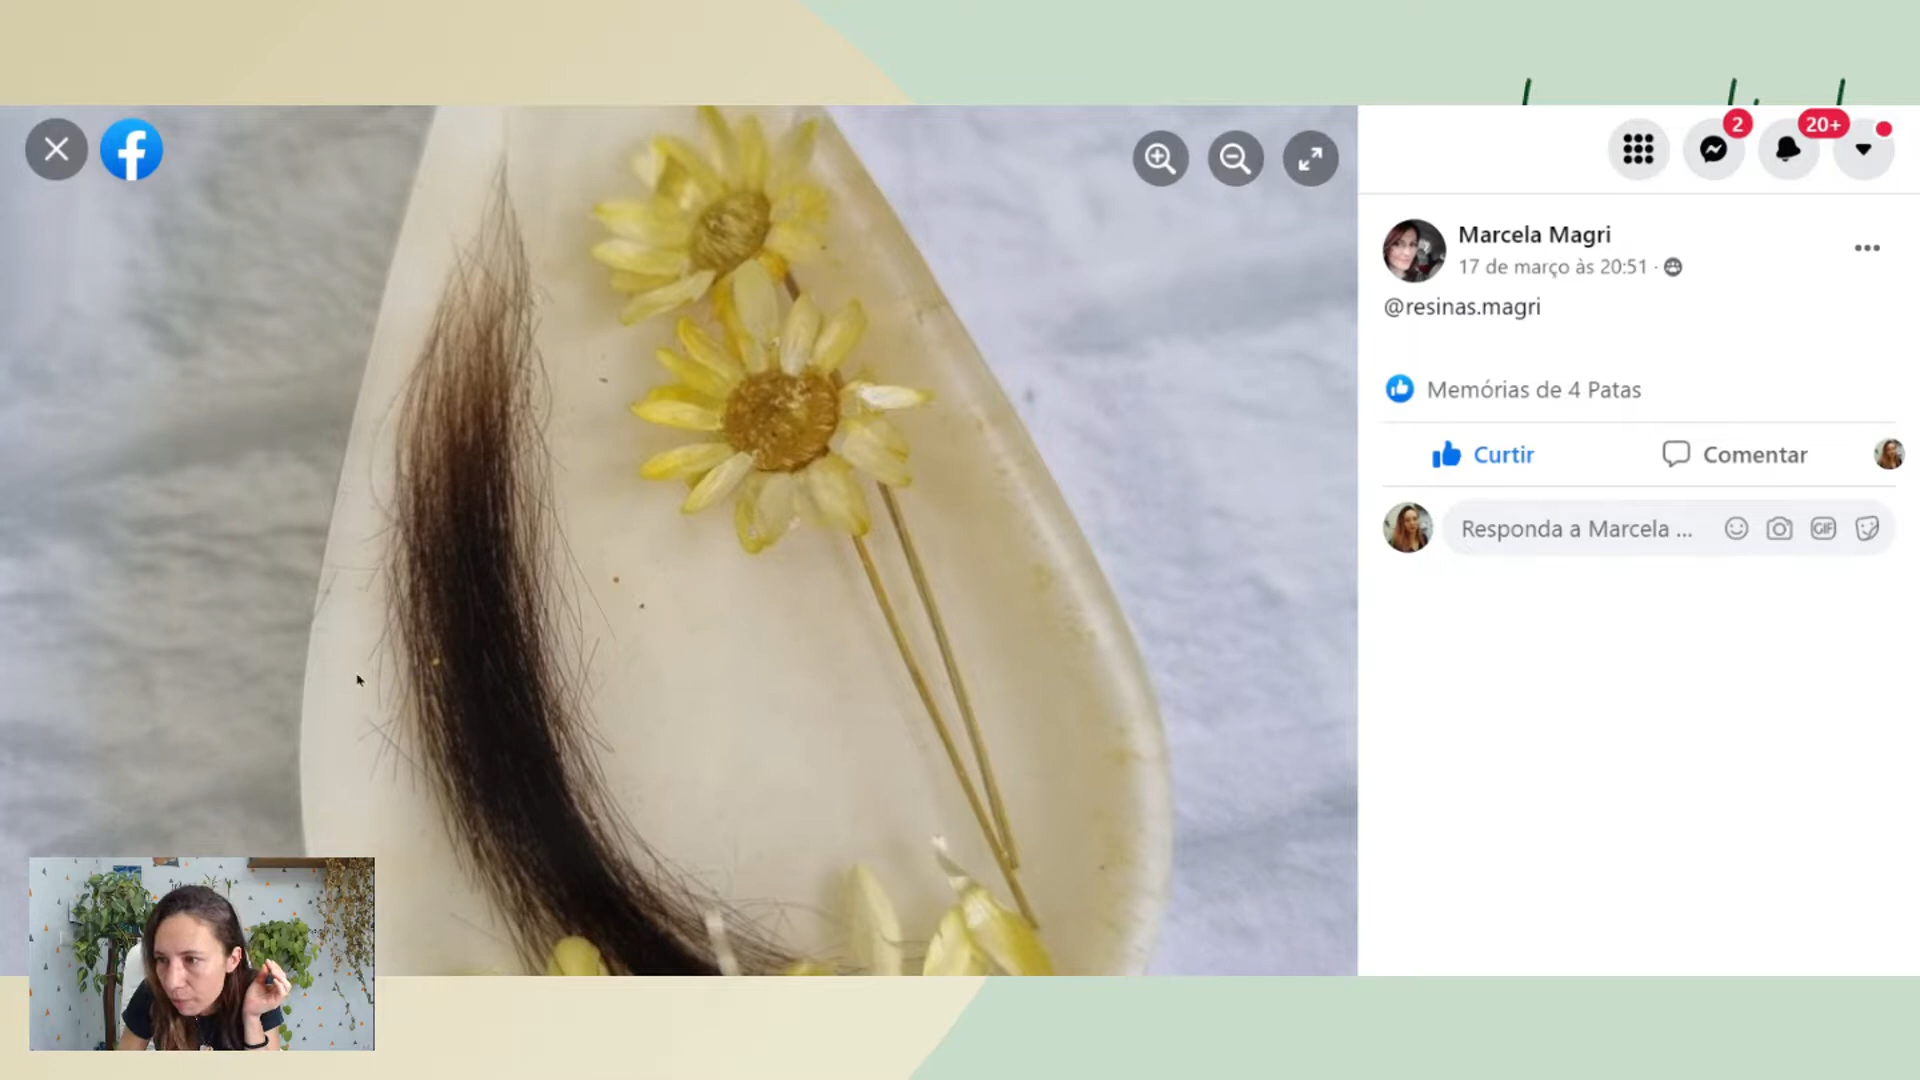 2
20+
Marcela Magri
17 de março às 20:51 ·
@resinas.magri
Memórias de 4 Patas
Curtir
Comentar
Responda a Marcela ...
GIF